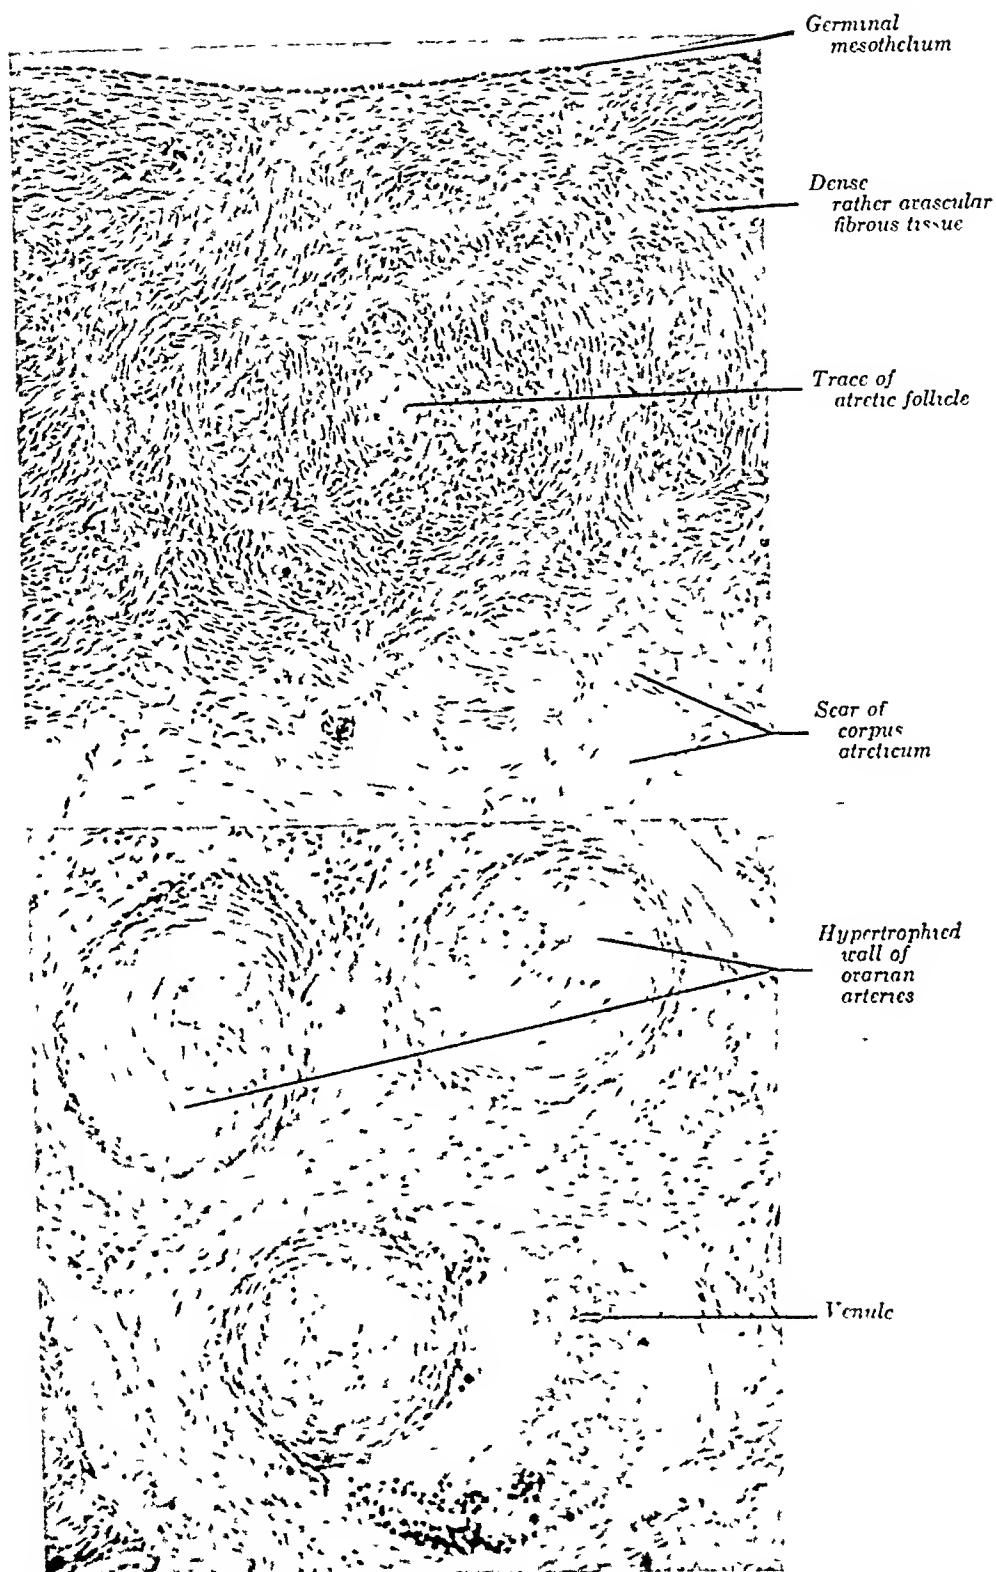 Germinal
mesothelium
Dense
rather avascular
fibrous tissue
Trace of
atretic follicle
Scar of
corpus
atreticum
Hypertrophied
wall of
ovarian
arteries
Venule